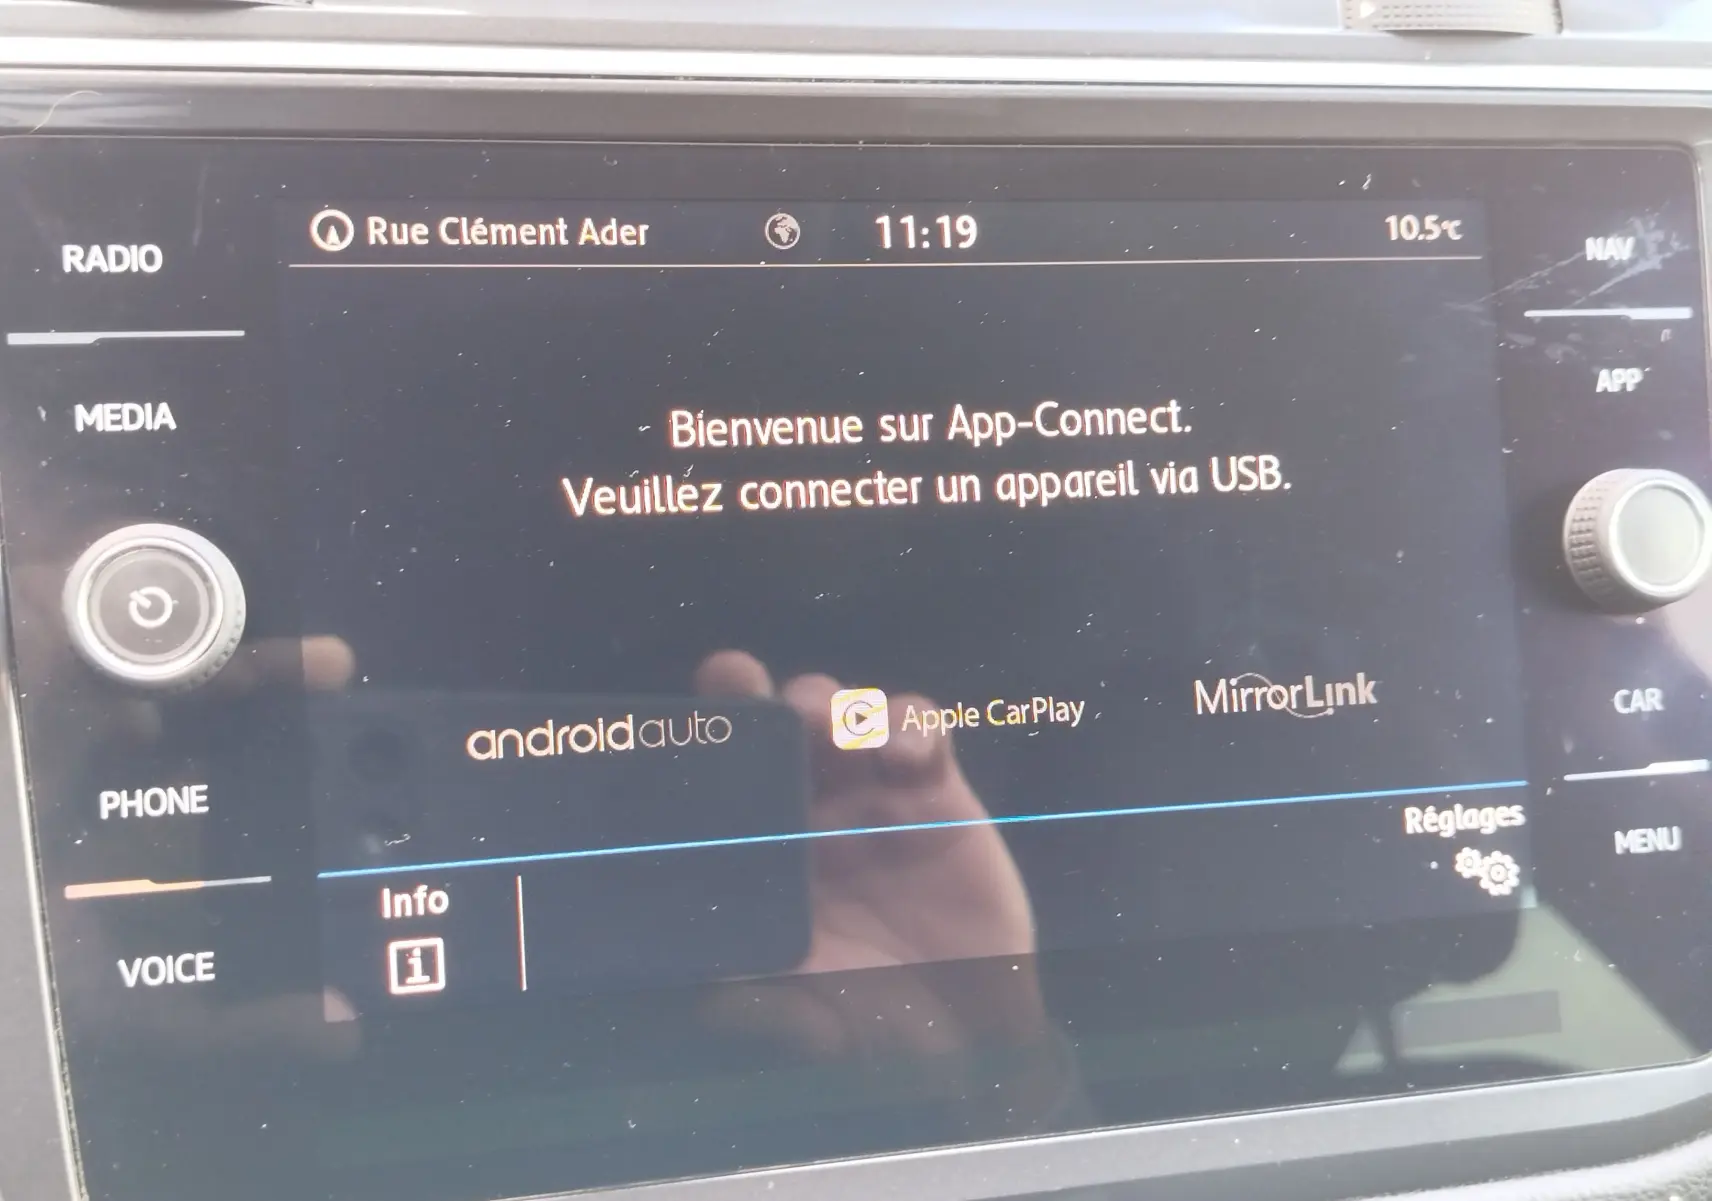 RADIO
MEDIA
PHONE
VOICE
Rue Clément Ader
11:19
10.5°C
Bienvenue sur App-Connect.
Veuillez connecter un appareil via USB.
androidauto
Apple CarPlay
MirrorLink
Réglages
Info
i
NAV
APP
CAR
MENU